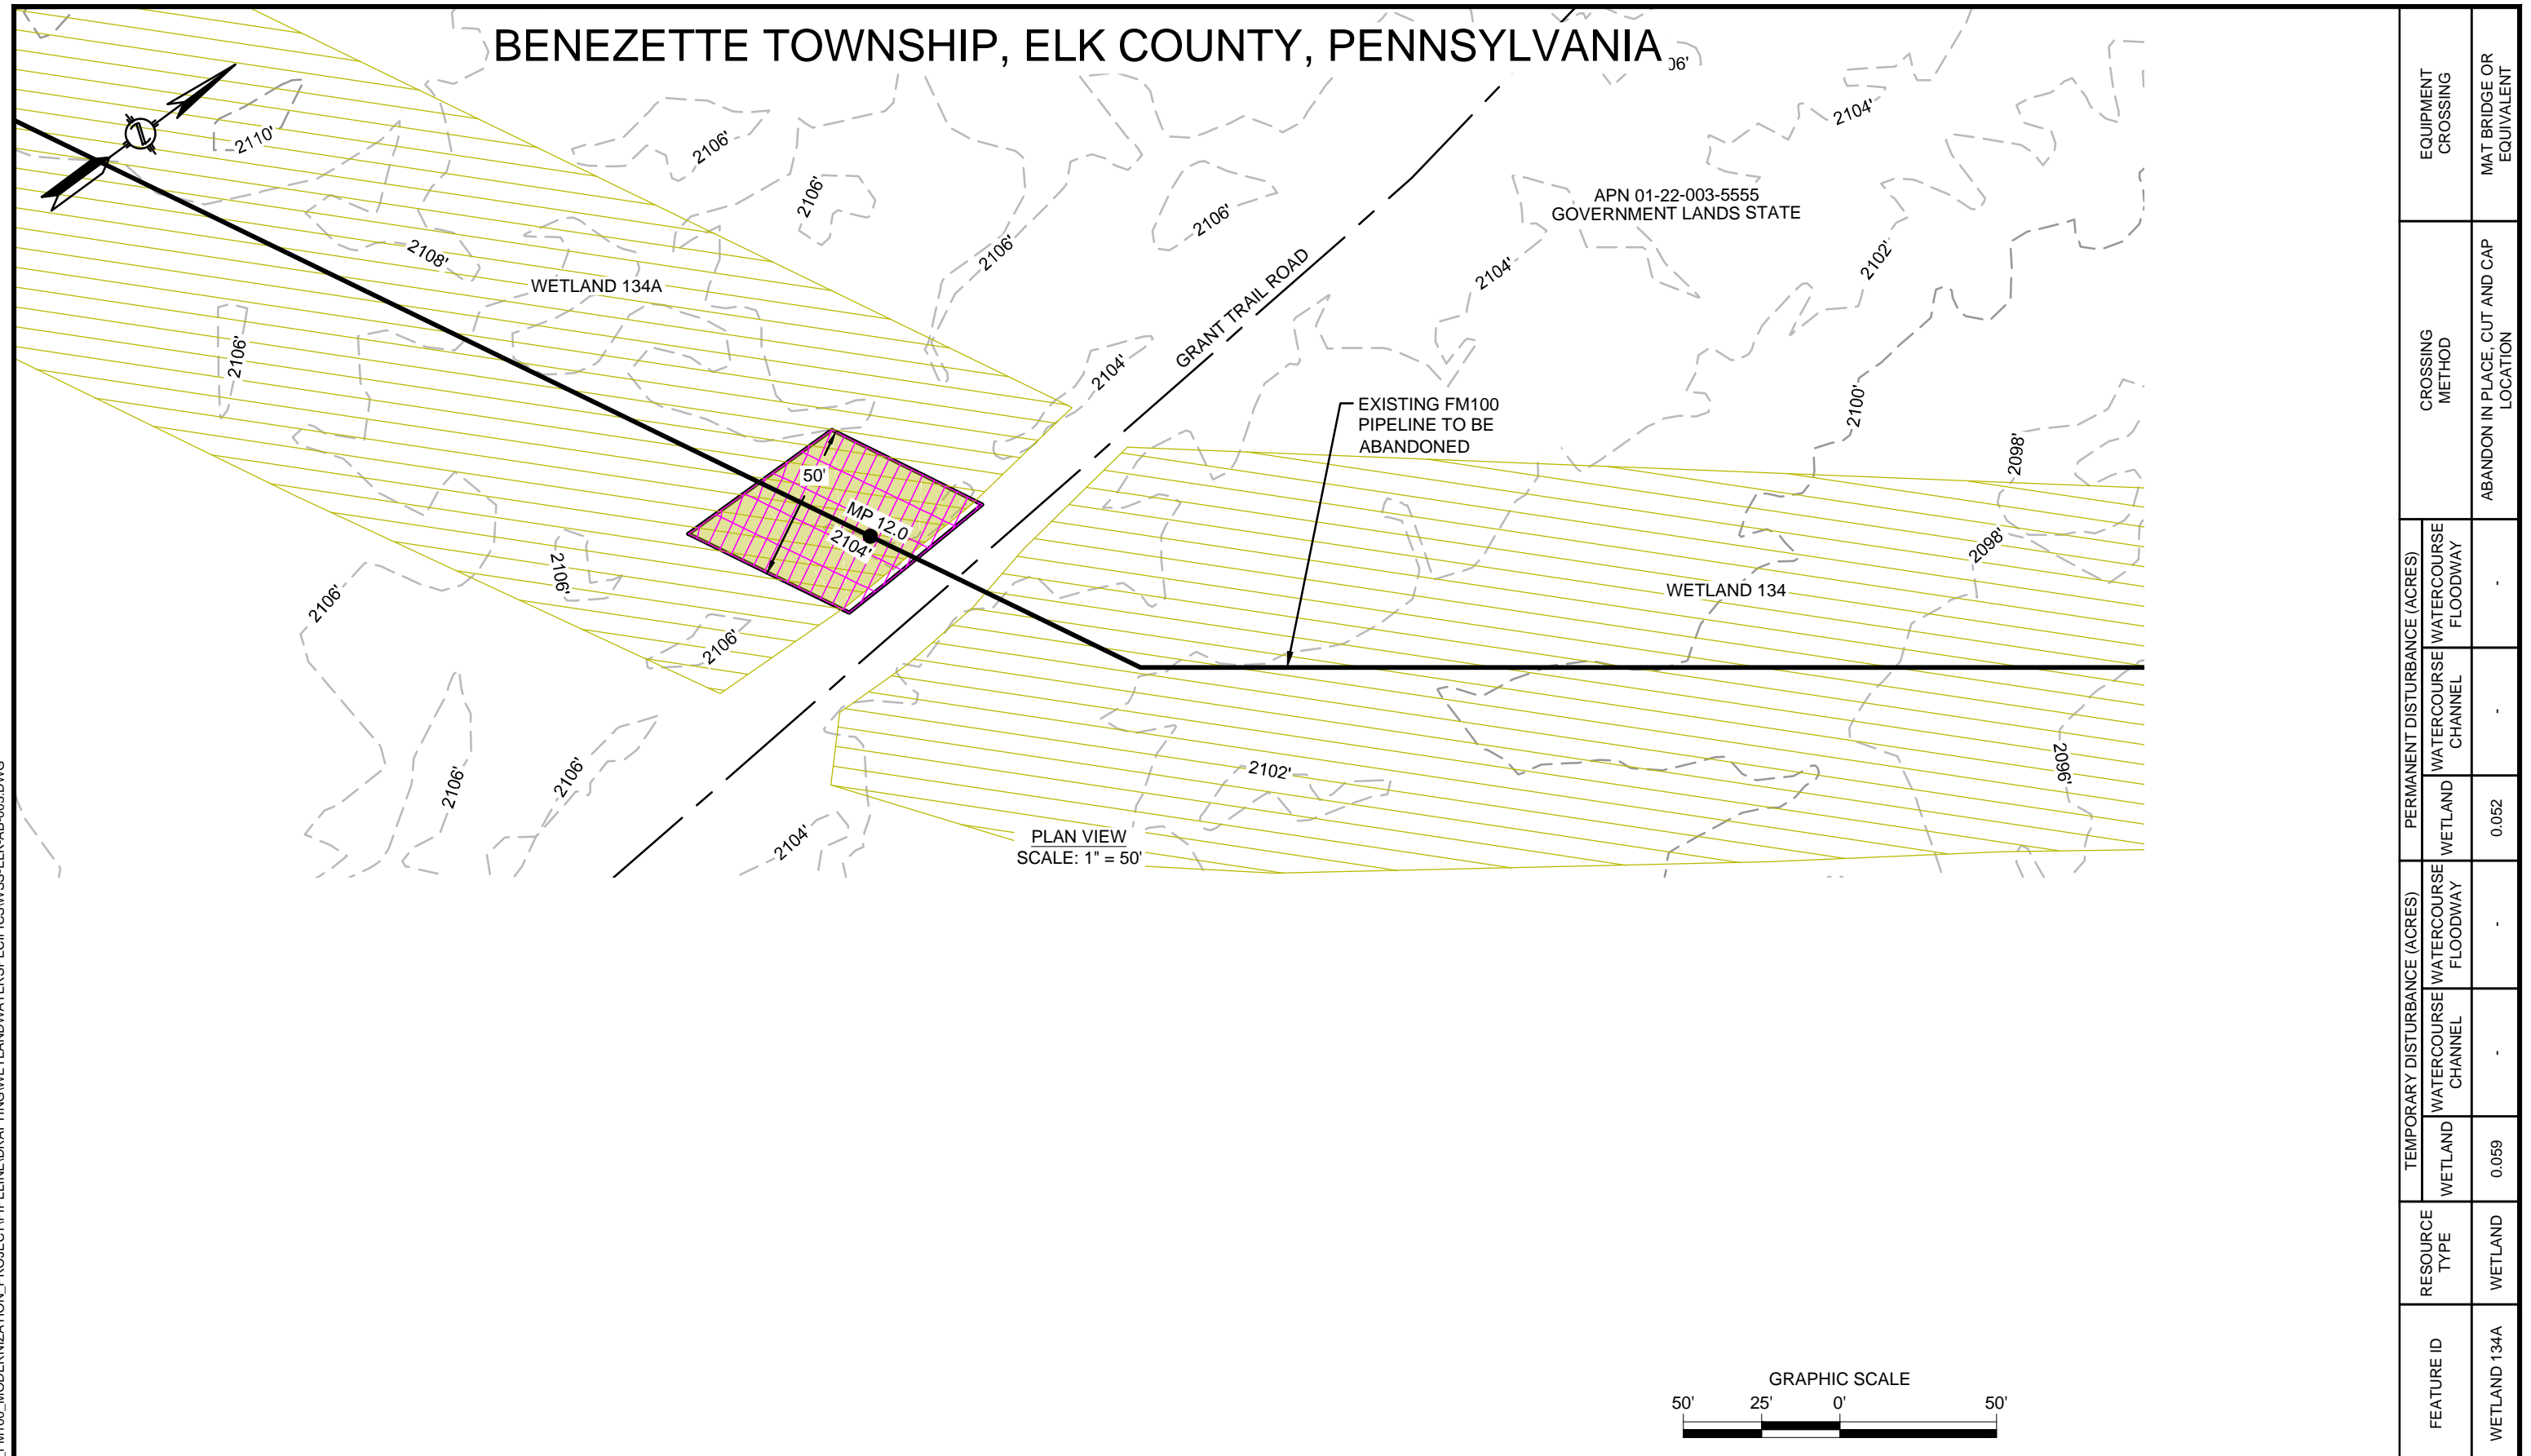 BENEZETTE TOWNSHIP, ELK COUNTY, PENNSYLVANIA
06'
2104'
2110'
2106'
2106'
2106'
2106'
APN 01-22-003-5555
GOVERNMENT LANDS STATE
2108'
WETLAND 134A
2104'
2102'
GRANT TRAIL ROAD
2106'
2104'
2100'
EXISTING FM100
PIPELINE TO BE
ABANDONED
2098'
50'
MP 12.0
2104'
2098'
2106'
2106'
WETLAND 134
2106'
2106'
2106'
2102'
2096'
2104'
PLAN VIEW
SCALE: 1" = 50'
GRAPHIC SCALE
50' 25' 0' 50'
FEATURE ID
RESOURCE
TYPE
TEMPORARY DISTURBANCE (ACRES)
WETLAND
WATERCOURSE
CHANNEL
WATERCOURSE
FLOODWAY
PERMANENT DISTURBANCE (ACRES)
WETLAND
WATERCOURSE
CHANNEL
WATERCOURSE
FLOODWAY
CROSSING
METHOD
EQUIPMENT
CROSSING
WETLAND 134A
WETLAND
0.059
-
-
0.052
-
-
ABANDON IN PLACE, CUT AND CAP
LOCATION
MAT BRIDGE OR
EQUIVALENT